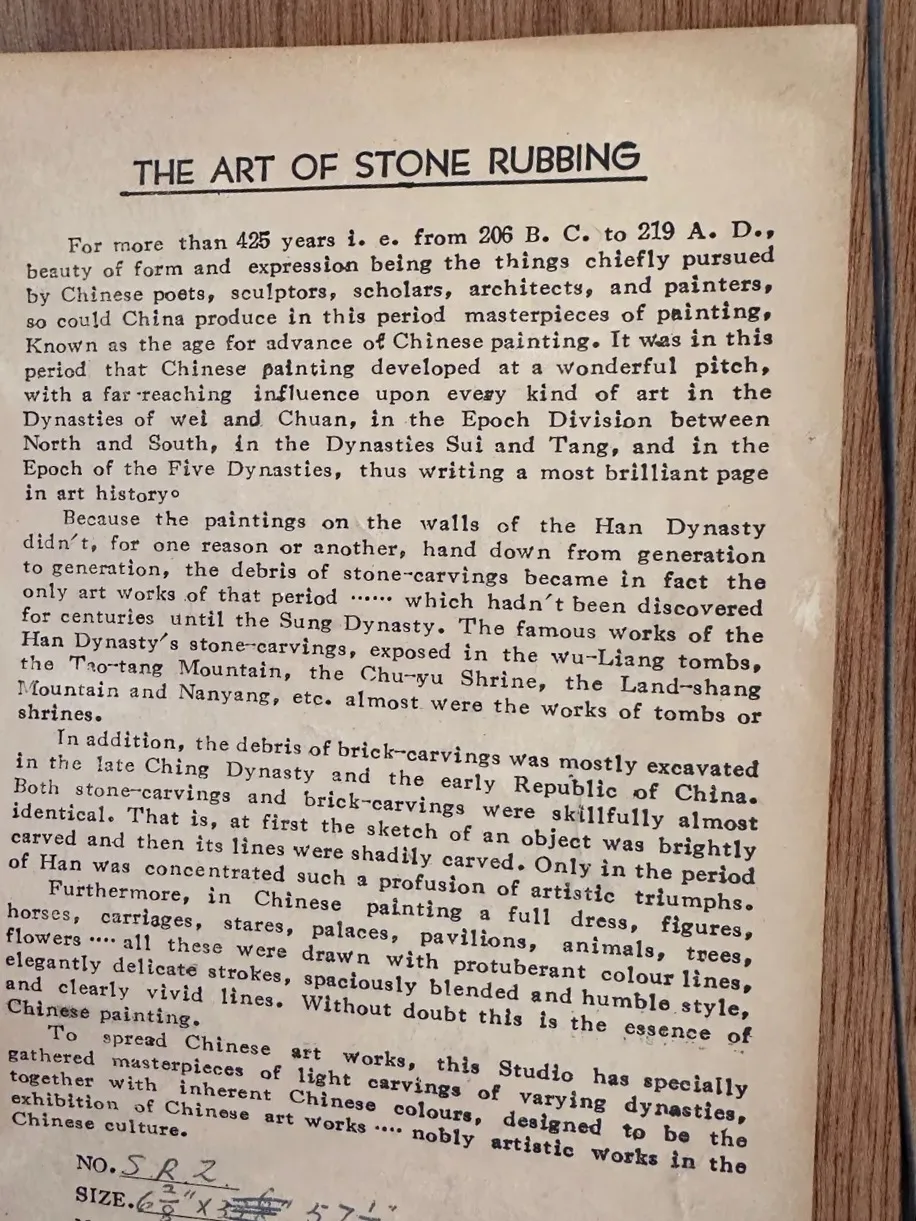 THE ART OF STONE RUBBING
For more than 425 years i. e. from 206 B. C. to 219 A. D.,
beauty of form and expression being the things chiefly pursued
by Chinese poets, sculptors, scholars, architects, and painters,
so could China produce in this period masterpieces of painting,
Known as the age for advance of Chinese painting. It was in this
period that Chinese painting developed at a wonderful pitch,
with a far-reaching influence upon every kind of art in the
Dynasties of wei and Chuan, in the Epoch Division between
North and South, in the Dynasties Sui and Tang, and in the
Epoch of the Five Dynasties, thus writing a most brilliant page
in art history。
Because the paintings on the walls of the Han Dynasty
didn't, for one reason or another, hand down from generation
to generation, the debris of stone-carvings became in fact the
only art works of that period ······ which hadn't been discovered
for centuries until the Sung Dynasty. The famous works of the
Han Dynasty's stone-carvings, exposed in the Wu-Liang tombs,
the Tao-tang Mountain, the Chu-yu Shrine, the Land-shang
Mountain and Nanyang, etc. almost were the works of tombs or
shrines.
In addition, the debris of brick-carvings was mostly excavated
in the late Ching Dynasty and the early Republic of China.
Both stone-carvings and brick-carvings were skillfully almost
identical. That is, at first the sketch of an object was brightly
carved and then its lines were shadily carved. Only in the period
of Han was concentrated such a profusion of artistic triumphs.
Furthermore, in Chinese painting a full dress, figures,
horses, carriages, stares, palaces, pavilions, animals, trees,
flowers ···· all these were drawn with protuberant colour lines,
elegantly delicate strokes, spaciously blended and humble style,
and clearly vivid lines. Without doubt this is the essence of
Chinese painting.
To spread Chinese art works, this Studio has specially
gathered masterpieces of light carvings of varying dynasties,
together with inherent Chinese colours, designed to be the
exhibition of Chinese art works ···· nobly artistic works in the
Chinese culture.
NO. S.R.2.
SIZE. 6 2/8" X 57 1/